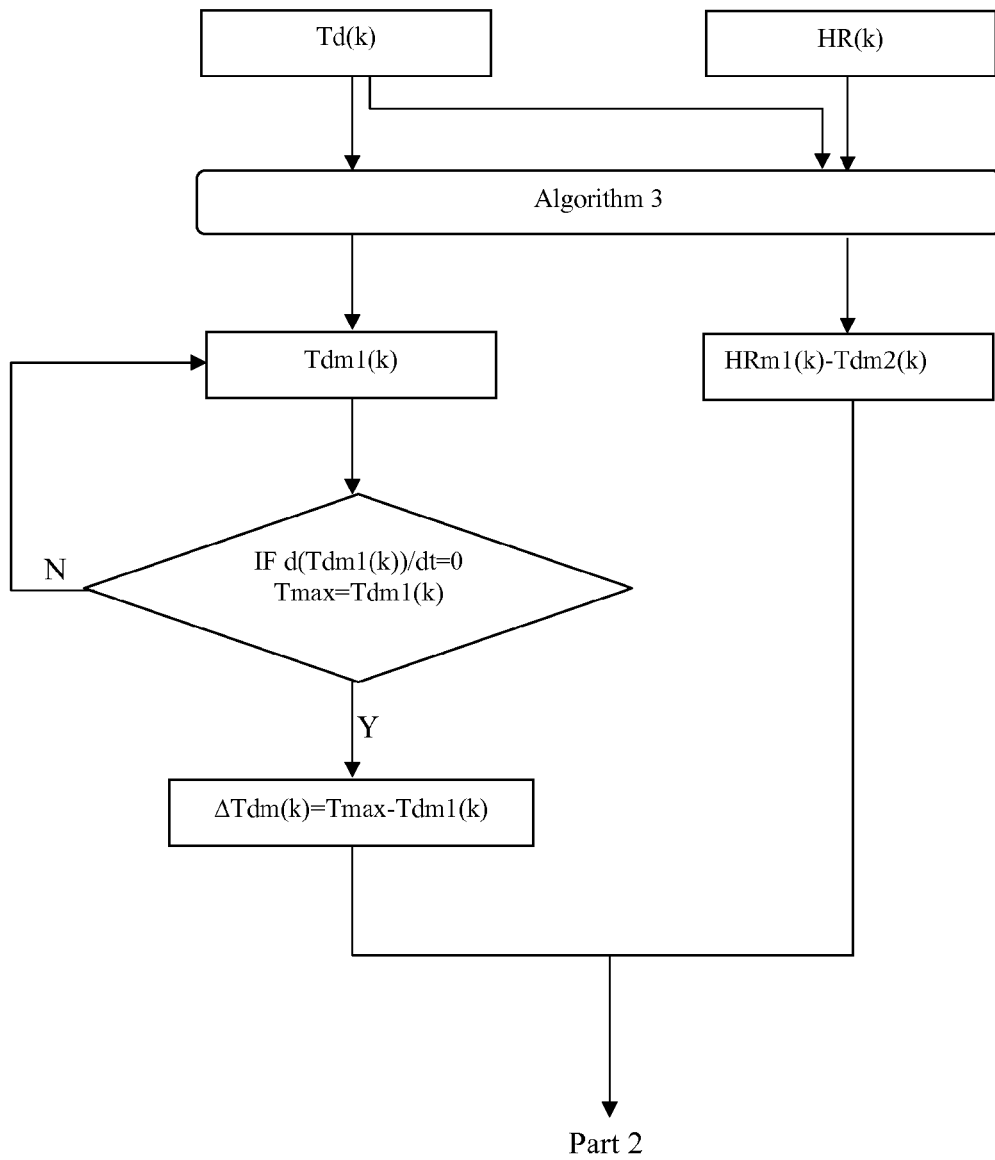 Td(k)
HR(k)
Algorithm 3
Tdm1(k)
HRm1(k)-Tdm2(k)
IF d(Tdm1(k))/dt=0
Tmax=Tdm1(k)
N
Y
ΔTdm(k)=Tmax-Tdm1(k)
Part 2